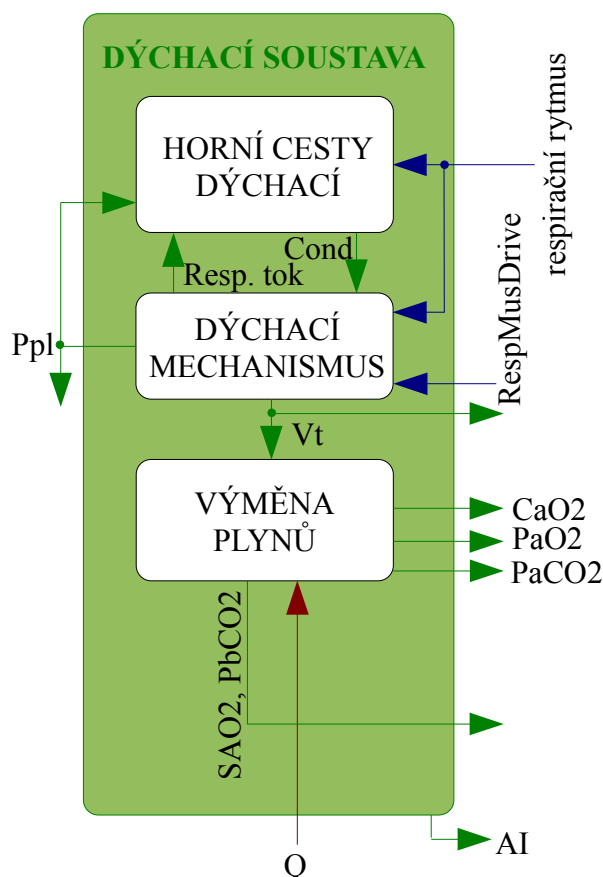 DÝCHACÍ SOUSTAVA
HORNÍ CESTY
DÝCHACÍ
respirační rytmus
Cond
Resp. tok
Ppl
DÝCHACÍ
MECHANISMUS
RespMusDrive
Vt
VÝMĚNA
PLYNŮ
CaO2
PaO2
PaCO2
SAO2, PbCO2
AI
Q